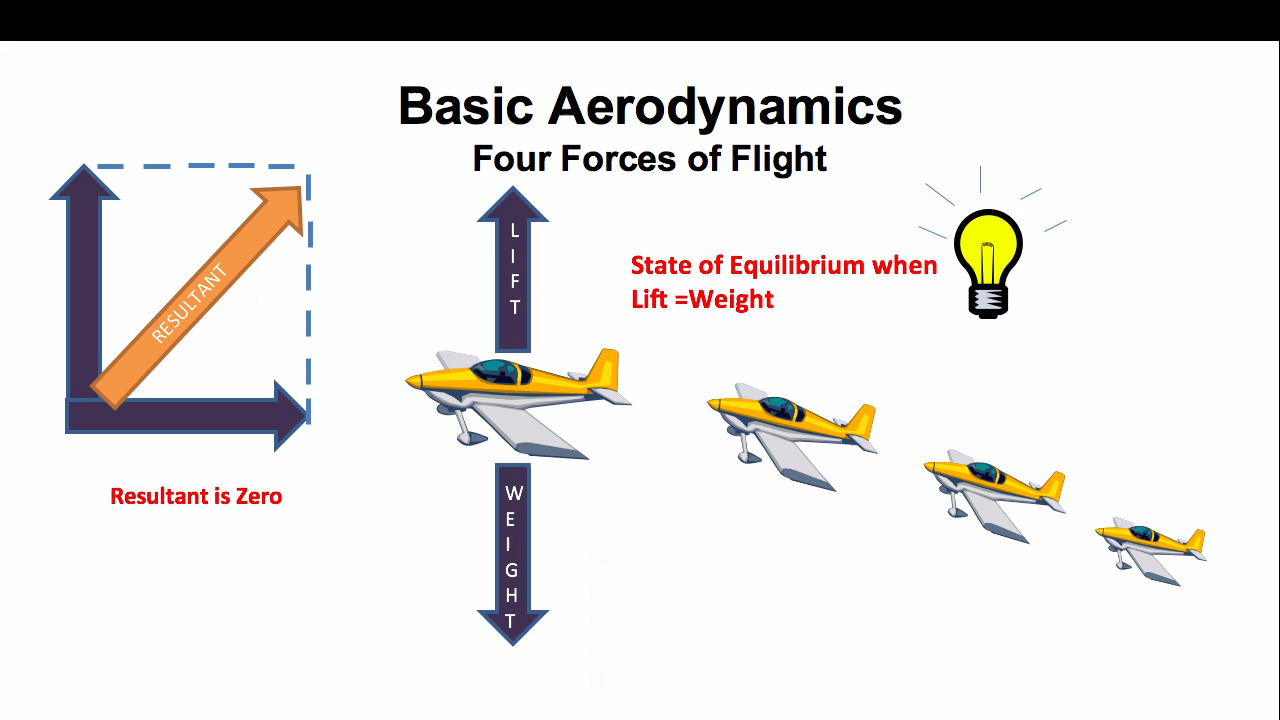 Basic Aerodynamics
Four Forces of Flight
RESULTANT
Resultant is Zero
LIFT
State of Equilibrium when
Lift =Weight
WEIGHT